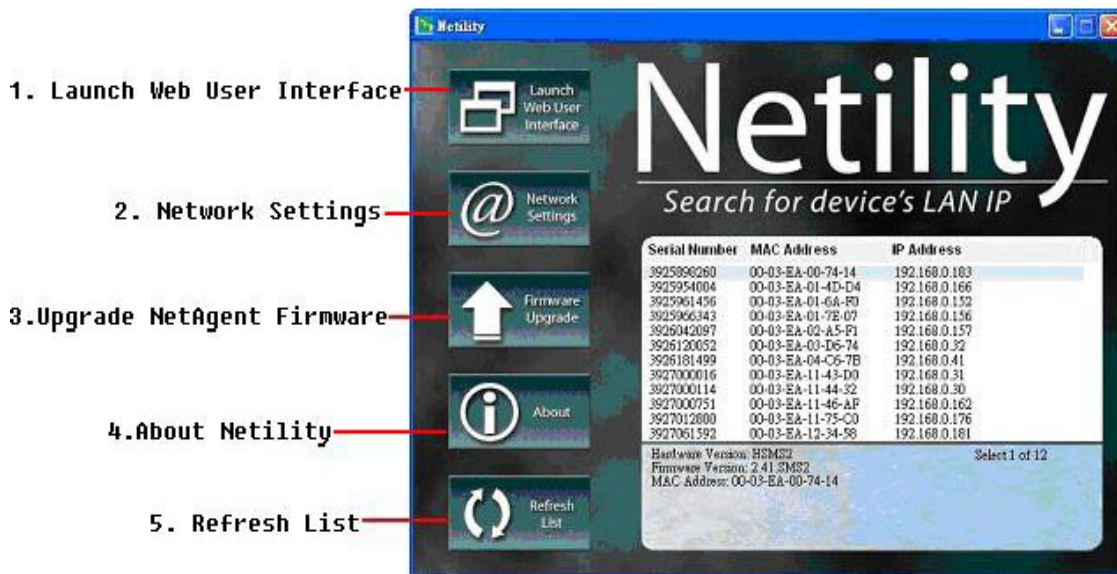 Netility
1. Launch Web User Interface
Launch
Web User
Interface
2. Network Settings
Network
Settings
3.Upgrade NetAgent Firmware
Firmware
Upgrade
4.About Netility
About
5. Refresh List
Refresh
List
Netility
Search for device's LAN IP
Serial Number MAC Address IP Address
3925898260 00-03-EA-00-74-14 192.168.0.183
3925954004 00-03-EA-01-4D-D4 192.168.0.166
3925961456 00-03-EA-01-6A-F0 192.168.0.152
3925966343 00-03-EA-01-7E-07 192.168.0.156
3926042097 00-03-EA-02-A5-F1 192.168.0.157
3926120052 00-03-EA-03-D6-74 192.168.0.32
3926181499 00-03-EA-04-C6-7B 192.168.0.41
3927000016 00-03-EA-11-43-D0 192.168.0.31
3927000114 00-03-EA-11-44-32 192.168.0.30
3927000751 00-03-EA-11-46-AF 192.168.0.162
3927012800 00-03-EA-11-75-C0 192.168.0.176
3927061592 00-03-EA-12-34-58 192.168.0.181
Hardware Version: HSMS2 Select 1 of 12
Firmware Version: 2.41.SMS2
MAC Address: 00-03-EA-00-74-14